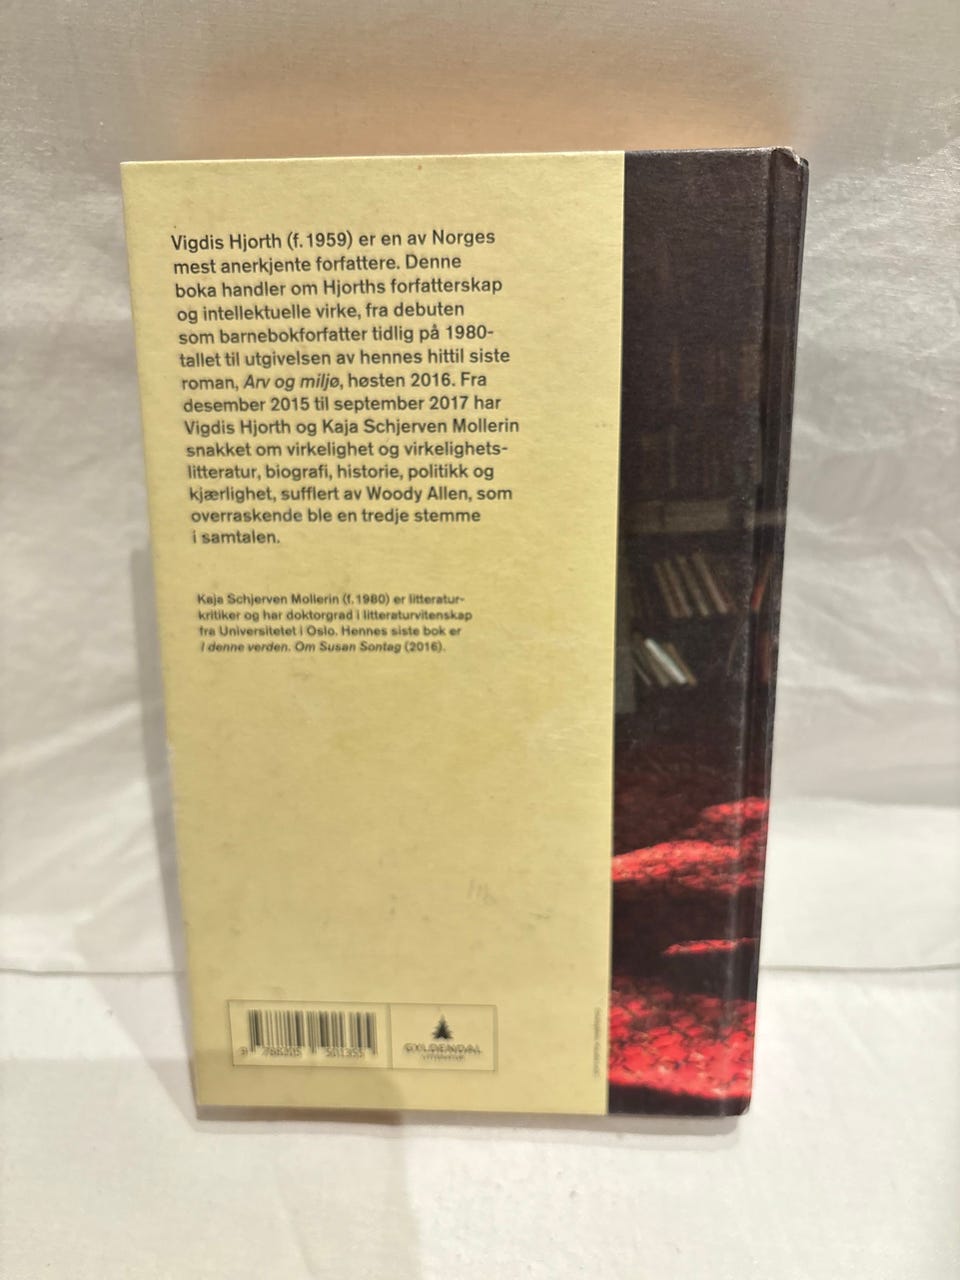 Vigdis Hjorth (f. 1959) er en av Norges
mest anerkjente forfattere. Denne
boka handler om Hjorths forfatterskap
og intellektuelle virke, fra debuten
som barnebokforfatter tidlig på 1980-
tallet til utgivelsen av hennes hittil siste
roman, Arv og miljø, høsten 2016. Fra
desember 2015 til september 2017 har
Vigdis Hjorth og Kaja Schjerven Mollerin
snakket om virkelighet og virkelighets-
litteratur, biografi, historie, politikk og
kjærlighet, sufflert av Woody Allen, som
overraskende ble en tredje stemme
i samtalen.
Kaja Schjerven Mollerin (f. 1980) er litteratur-
kritiker og har doktorgrad i litteraturvitenskap
fra Universitetet i Oslo. Hennes siste bok er
I denne verden. Om Susan Sontag (2016).
GYLDENDAL